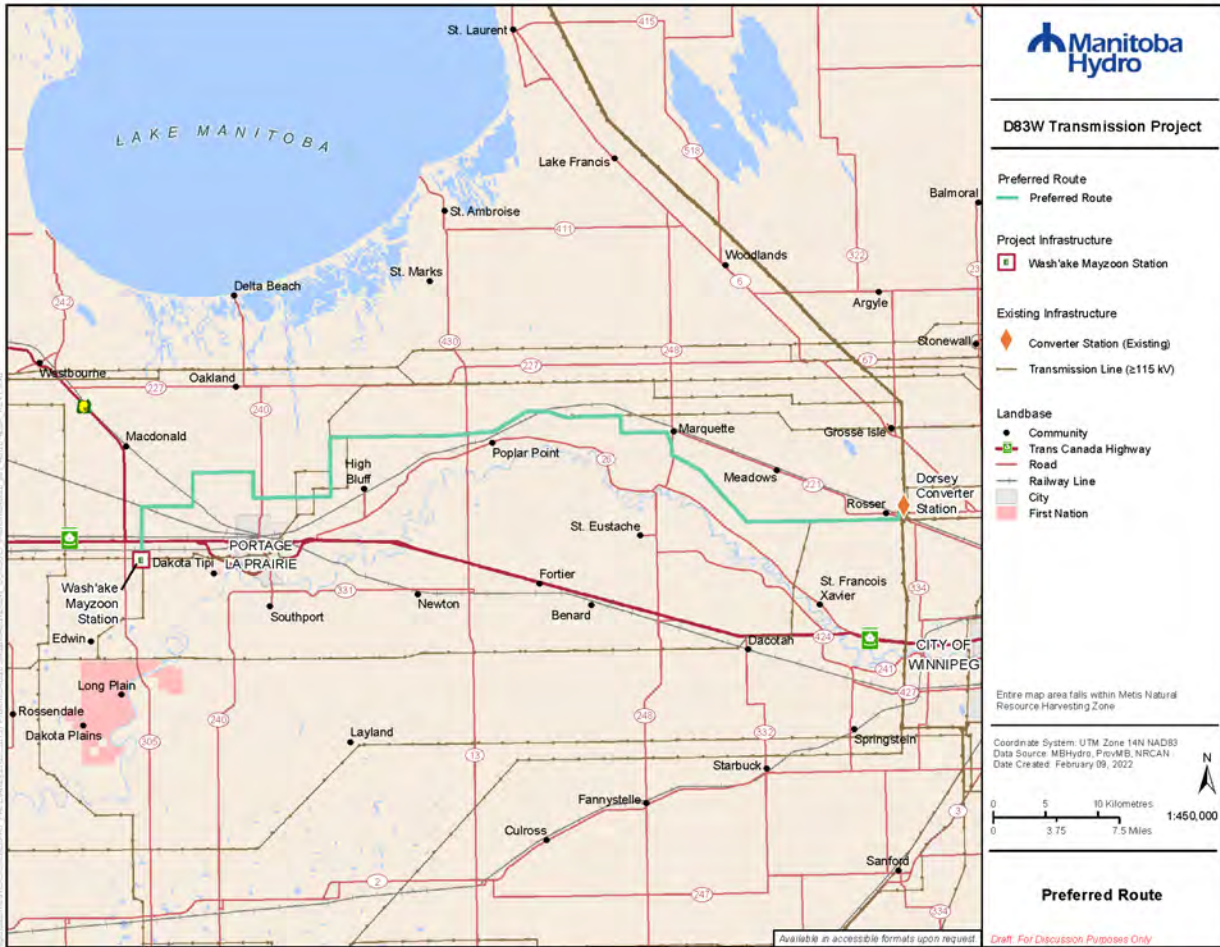 St. Laurent
415
LAKE MANITOBA
518
Lake Francis
Balmoral
St. Ambroise
411
322
Woodlands
6
St. Marks
Delta Beach
242
23
Argyle
430
248
Stonewall
67
Westbourne
227
227
Oakland
240
Macdonald
Marquette
Grosse Isle
Poplar Point
26
High
Bluff
Meadows
221
Dorsey
Converter
Station
Rosser
St. Eustache
PORTAGE
LA PRAIRIE
Dakota Tipi
334
Wash'ake
Mayzoon
Station
Fortier
St. Francois
Xavier
331
Newton
Benard
Southport
424
Edwin
Dacotah
CITY OF
WINNIPEG
241
427
Long Plain
Rossendale
240
248
Dakota Plains
305
Layland
13
332
Springstein
Starbuck
Fannystelle
3
Culross
Sanford
2
247
334
Available in accessible formats upon request
Manitoba
Hydro
D83W Transmission Project
Preferred Route
Preferred Route
Project Infrastructure
Wash'ake Mayzoon Station
Existing Infrastructure
Converter Station (Existing)
Transmission Line (≥115 kV)
Landbase
Community
Trans Canada Highway
Road
Railway Line
City
First Nation
Entire map area falls within Metis Natural
Resource Harvesting Zone
Coordinate System: UTM Zone 14N NAD83
Data Source: MBHydro, ProvMB, NRCAN
Date Created: February 09, 2022
N
0 5 10 Kilometres
1:450,000
0 3.75 7.5 Miles
Preferred Route
Draft: For Discussion Purposes Only